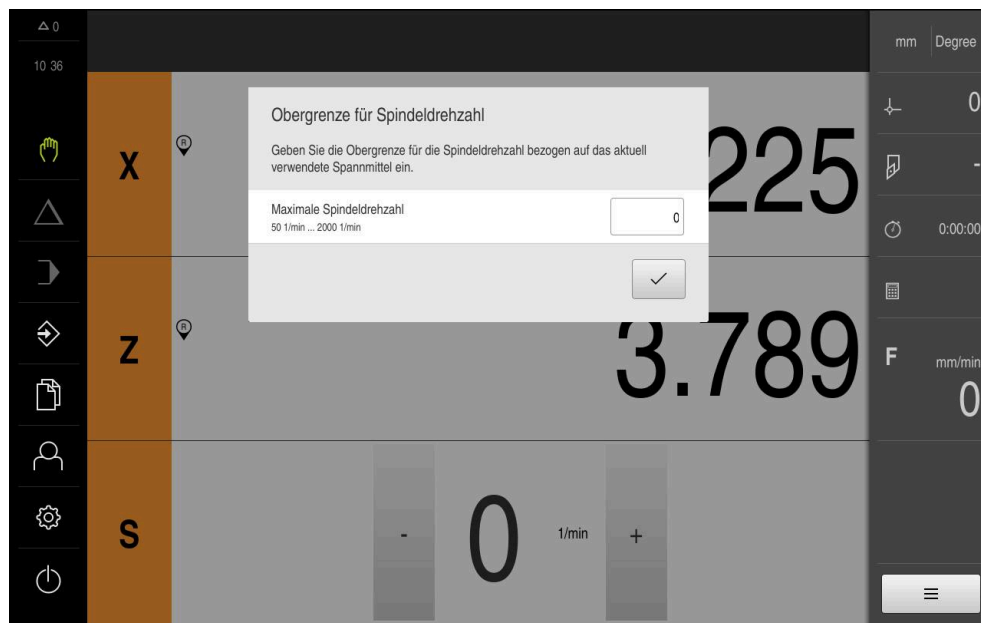 0
10 36
mm Degree
Obergrenze für Spindeldrehzahl
Geben Sie die Obergrenze für die Spindeldrehzahl bezogen auf das aktuell
verwendete Spannmittel ein.
Maximale Spindeldrehzahl
50 1/min ... 2000 1/min
0
X
R
225
0
-
0:00:00
Z
R
3.789
F
mm/min
0
S
-
0
1/min
+